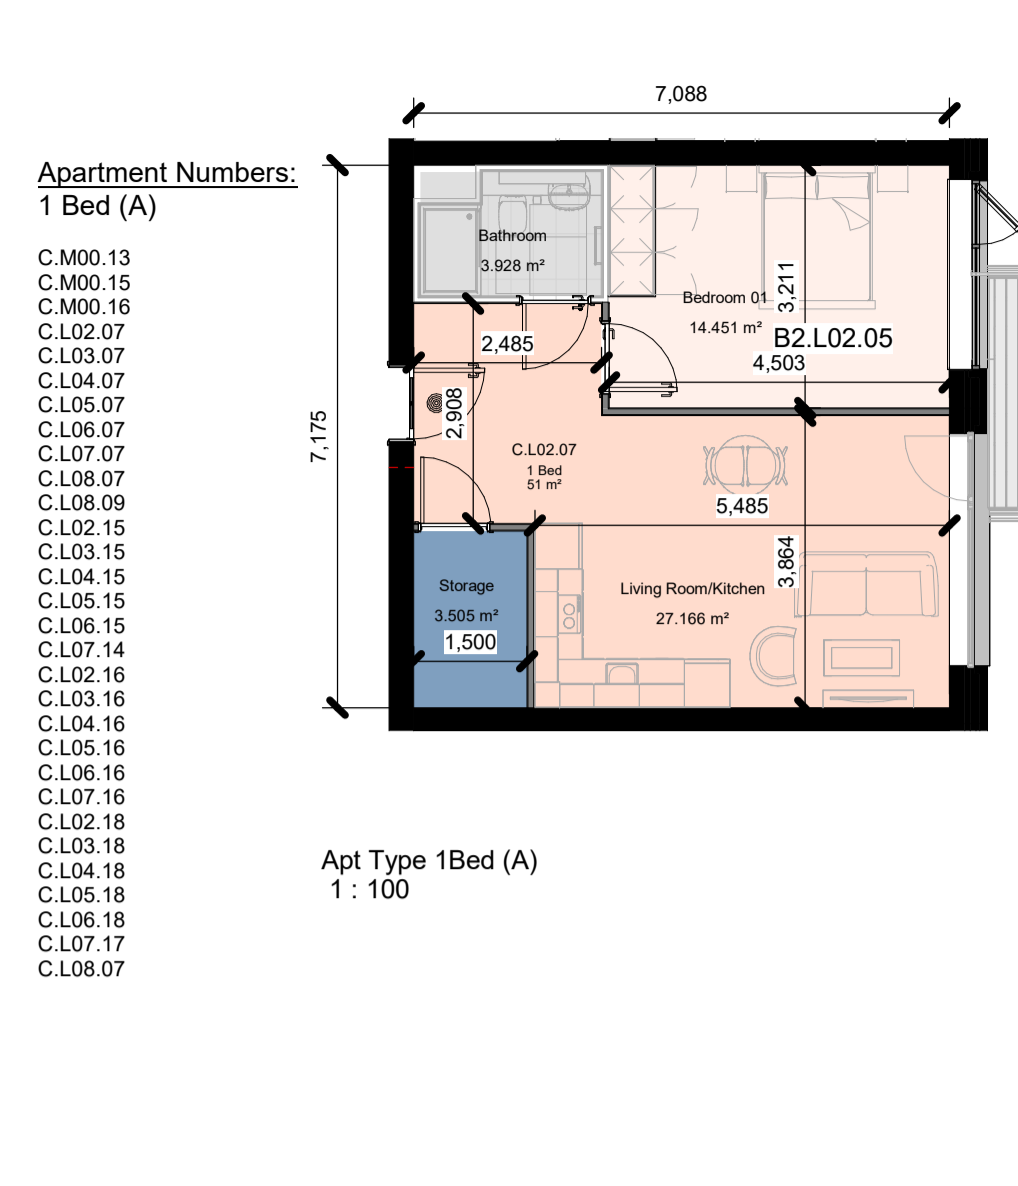 7,088
Apartment Numbers:
1 Bed (A)
C.M00.13
C.M00.15
C.M00.16
C.L02.07
C.L03.07
C.L04.07
C.L05.07
C.L06.07
C.L07.07
C.L08.07
C.L08.09
C.L02.15
C.L03.15
C.L04.15
C.L05.15
C.L06.15
C.L07.14
C.L02.16
C.L03.16
C.L04.16
C.L05.16
C.L06.16
C.L07.16
C.L02.18
C.L03.18
C.L04.18
C.L05.18
C.L06.18
C.L07.17
C.L08.07
7,175
Bathroom
3.928 m²
Bedroom 01
14.451 m²
3,211
B2.L02.05
4,503
2,485
2,908
C.L02.07
1 Bed
51 m²
5,485
3,864
Living Room/Kitchen
27.166 m²
Storage
3.505 m²
1,500
Apt Type 1Bed (A)
1 : 100